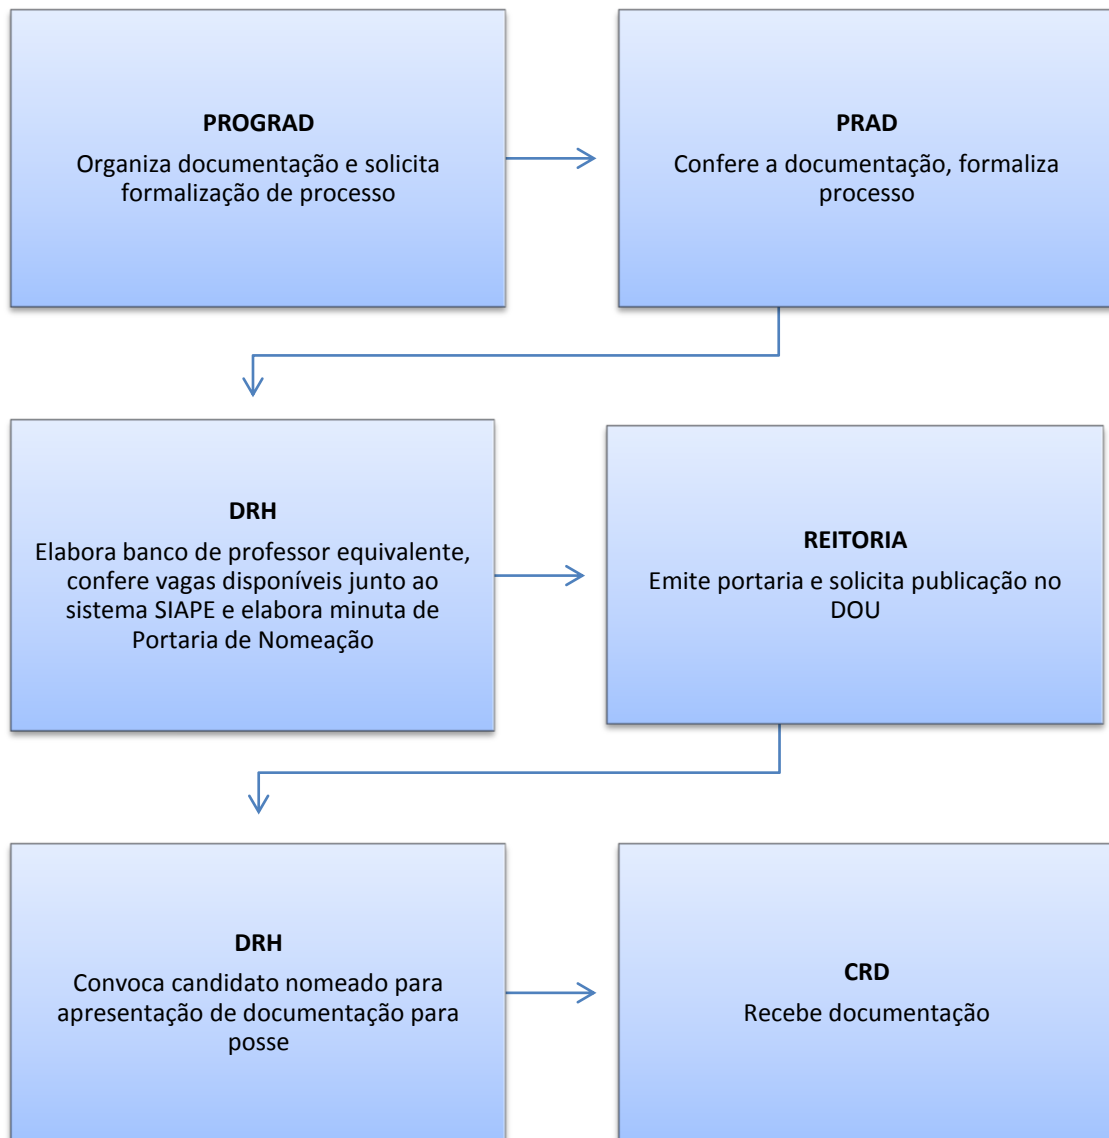 PROGRAD
Organiza documentação e solicita
formalização de processo
PRAD
Confere a documentação, formaliza
processo
DRH
Elabora banco de professor equivalente,
confere vagas disponíveis junto ao
sistema SIAPE e elabora minuta de
Portaria de Nomeação
REITORIA
Emite portaria e solicita publicação no
DOU
DRH
Convoca candidato nomeado para
apresentação de documentação para
posse
CRD
Recebe documentação